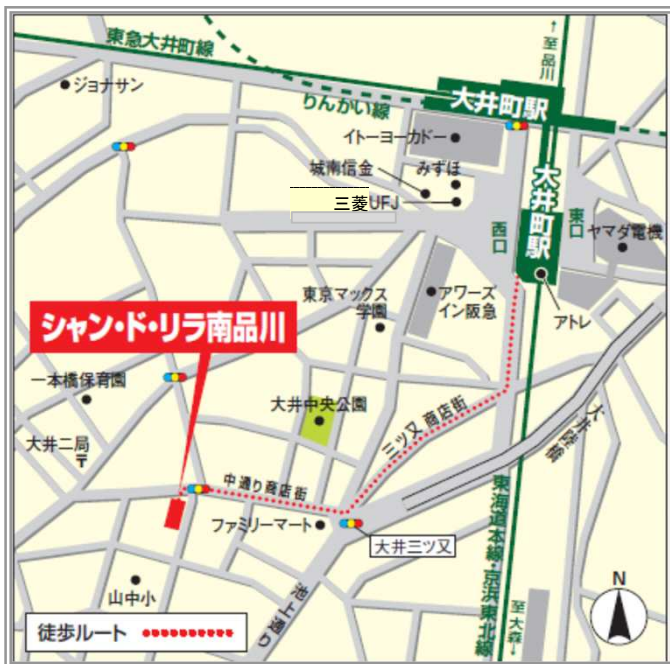 東急大井町線
↑至品川
ジョナサン
りんかい線
大井町駅
イトーヨーカドー
城南信金
みずほ
三菱UFJ
大井町駅
西口
東口
ヤマダ電機
東京マックス
学園
アワーズ
イン阪急
アトレ
シャン・ド・リラ南品川
一本橋保育園
大井中央公園
三ツ又商店街
大井陸橋
大井二局
〒
中通り商店街
ファミリーマート
大井三ツ又
東海道本線・京浜東北線
池上通り
山中小
至大森↓
N
徒歩ルート